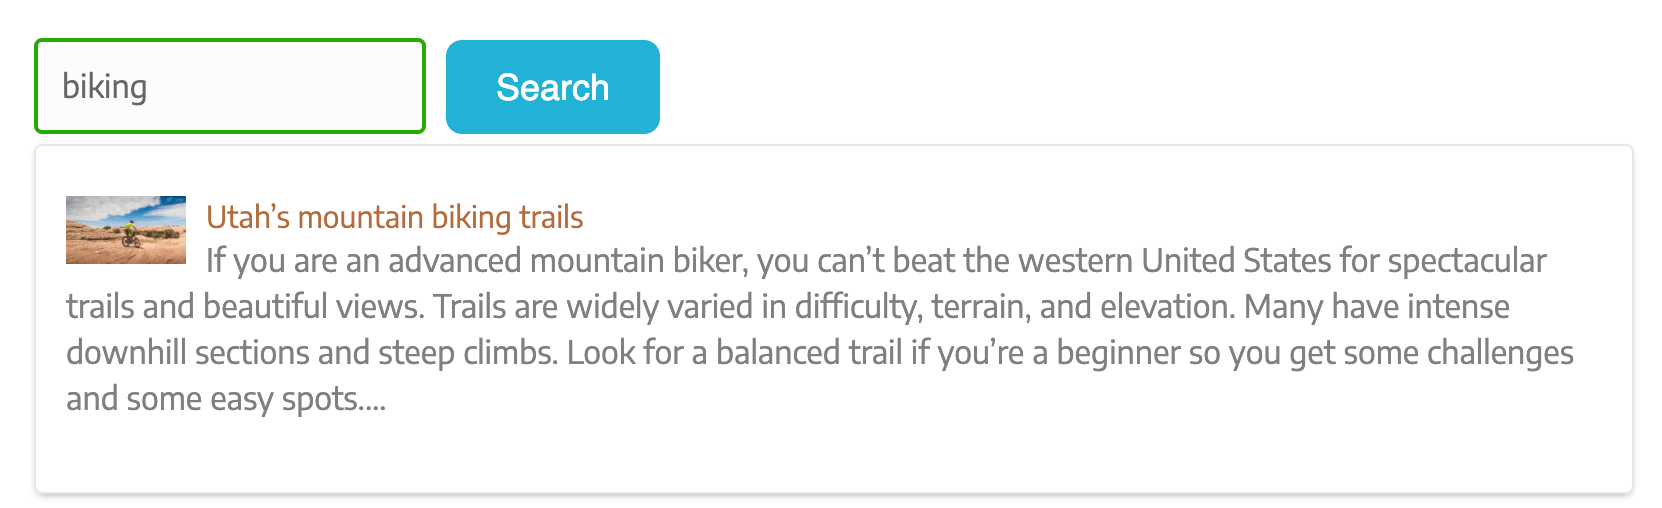 biking
Search
Utah’s mountain biking trails
If you are an advanced mountain biker, you can’t beat the western United States for spectacular
trails and beautiful views. Trails are widely varied in difficulty, terrain, and elevation. Many have intense
downhill sections and steep climbs. Look for a balanced trail if you’re a beginner so you get some challenges
and some easy spots....